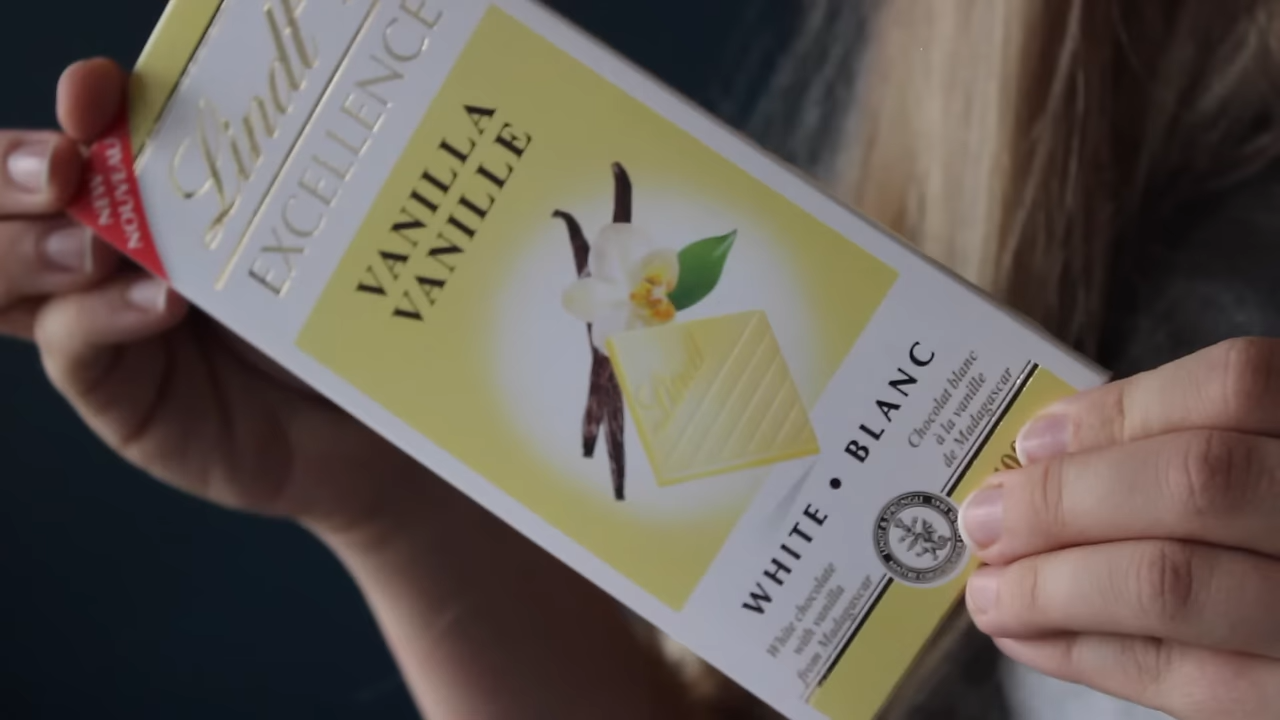 Lindt
EXCELLENCE
NEW
NOUVEAU
VANILLA
VANILLE
Lindt
WHITE • BLANC
White chocolate
with vanilla
from Madagascar
Chocolat blanc
à la vanille
de Madagascar